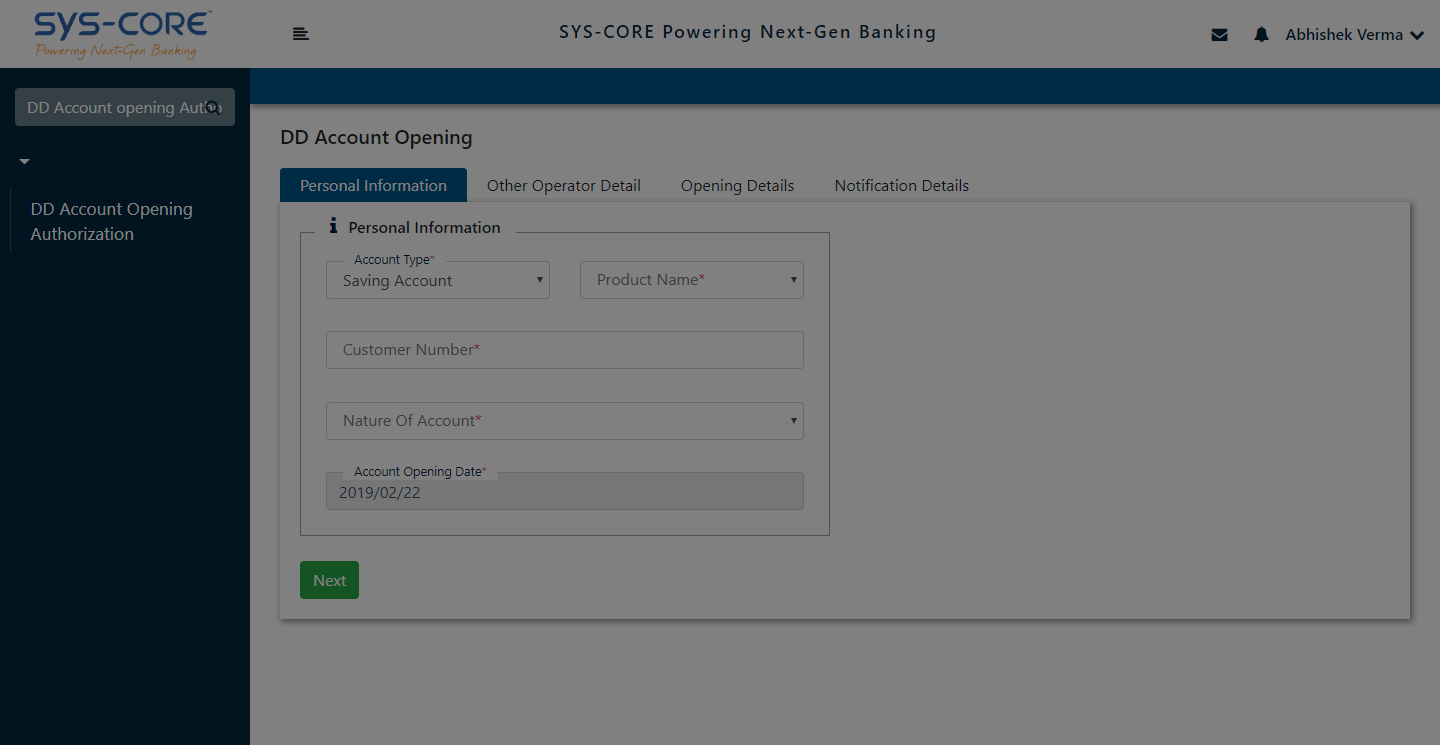 SYS-CORE™
Powering Next-Gen Banking
SYS-CORE Powering Next-Gen Banking
Abhishek Verma
DD Account opening Autho
DD Account Opening
Authorization
DD Account Opening
Personal Information
Other Operator Detail
Opening Details
Notification Details
Personal Information
Account Type*
Saving Account
Product Name*
Customer Number*
Nature Of Account*
Account Opening Date*
2019/02/22
Next